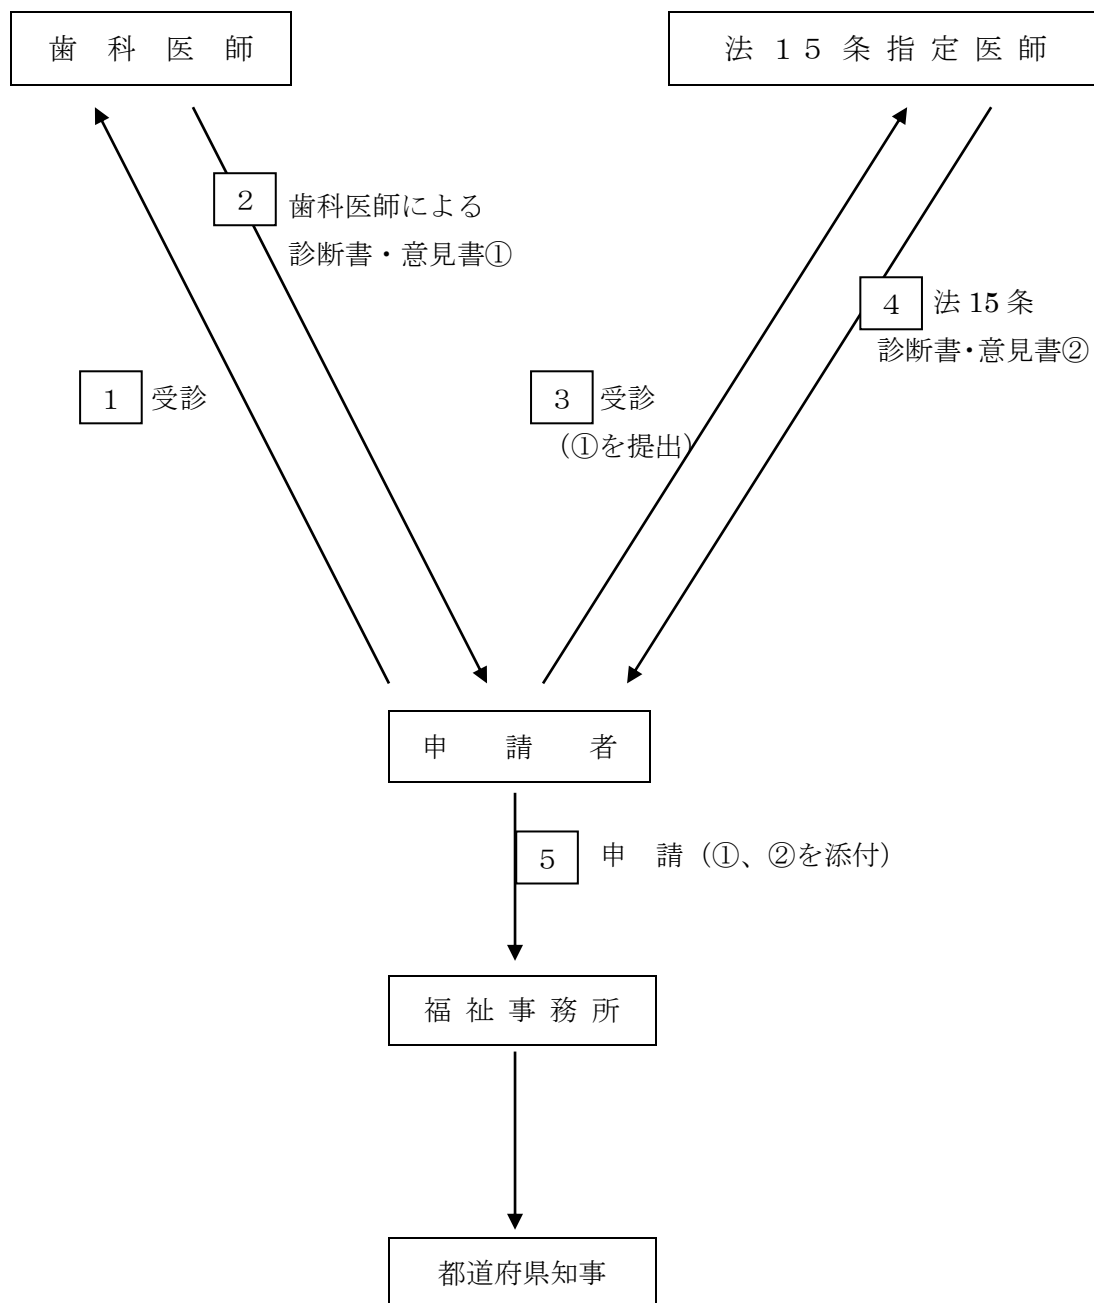 歯科医師
法１５条指定医師
２ 歯科医師による
診断書・意見書①
４ 法15条
診断書・意見書②
１ 受診
３ 受診
（①を提出）
申請者
５ 申　請（①、②を添付）
福祉事務所
都道府県知事